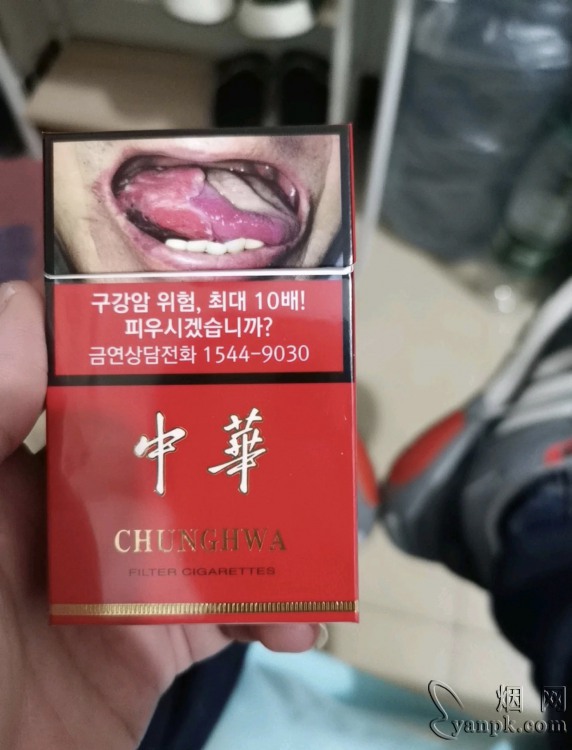 구강암 위험, 최대 10배!
피우시겠습니까?
금연상담전화 1544-9030
中華
CHUNGHWA
FILTER CIGARETTES
烟网
yanpk.com